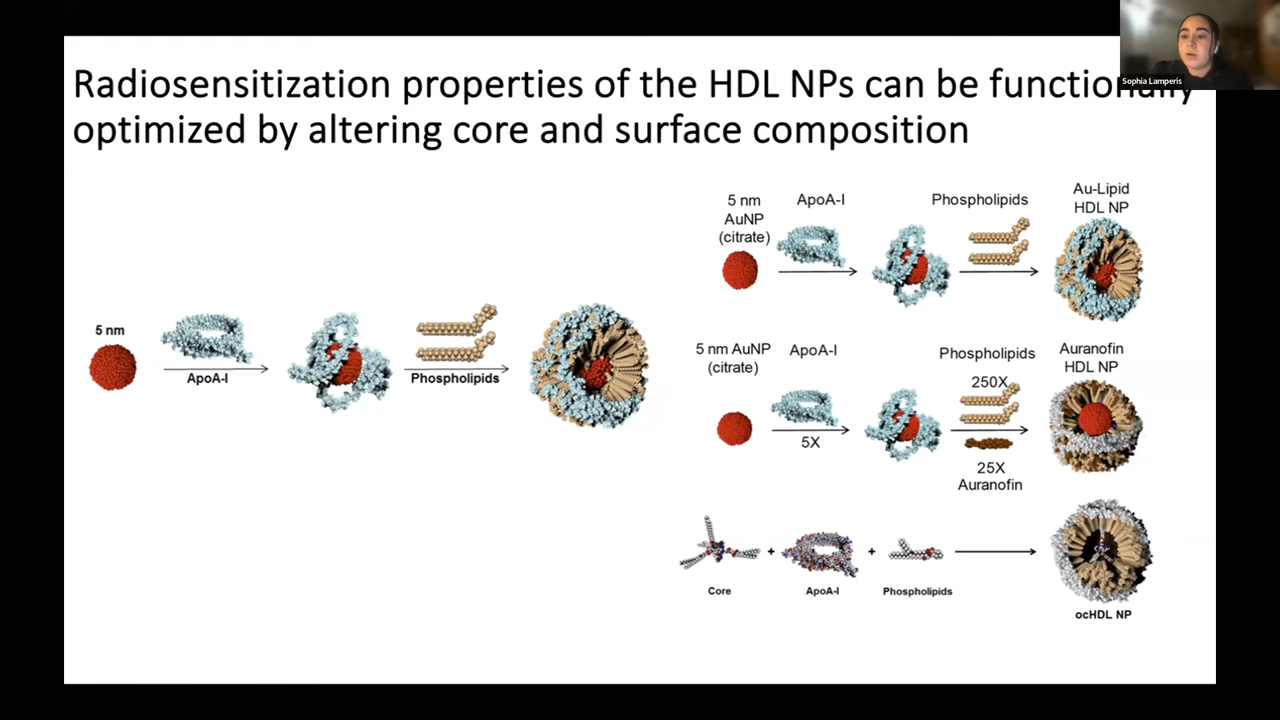 Radiosensitization properties of the HDL NPs can be functionally
optimized by altering core and surface composition
Sophia Lamperis
5 nm
ApoA-I
Phospholipids
5 nm
AuNP
(citrate)
ApoA-I
Phospholipids
Au-Lipid
HDL NP
5 nm AuNP
(citrate)
ApoA-I
5X
Phospholipids
250X
25X
Auranofin
Auranofin
HDL NP
Core
+
ApoA-I
+
Phospholipids
ocHDL NP